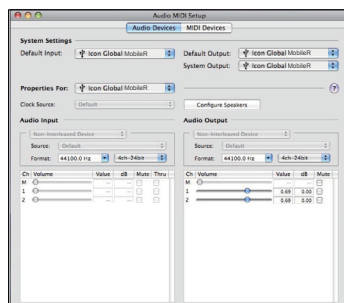 Audio MIDI Setup
Audio Devices MIDI Devices
System Settings
Default Input: Icon Global MobileR Default Output: Icon Global MobileR
System Output: Icon Global MobileR
Properties For: Icon Global MobileR ?
Clock Source: Default Configure Speakers
Audio Input Audio Output
Non-Interleaved Device Non-Interleaved Device
Source: Default Source: Default
Format: 44100.0 Hz 4ch-24bit Format: 44100.0 Hz 4ch-24bit
Ch Volume Value dB Mute Thru Ch Volume Value dB Mute
M -- -- M -- --
1 -- -- 1 0.69 0.00
2 -- -- 2 0.69 0.00